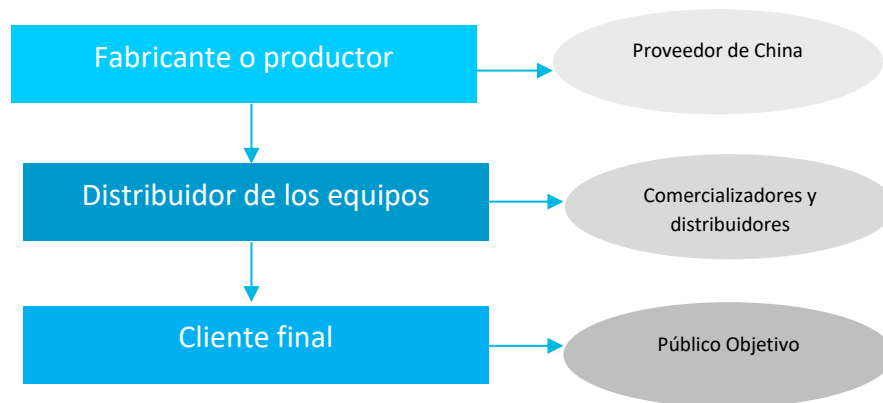 Fabricante o productor
Proveedor de China
Distribuidor de los equipos
Comercializadores y
distribuidores
Cliente final
Público Objetivo